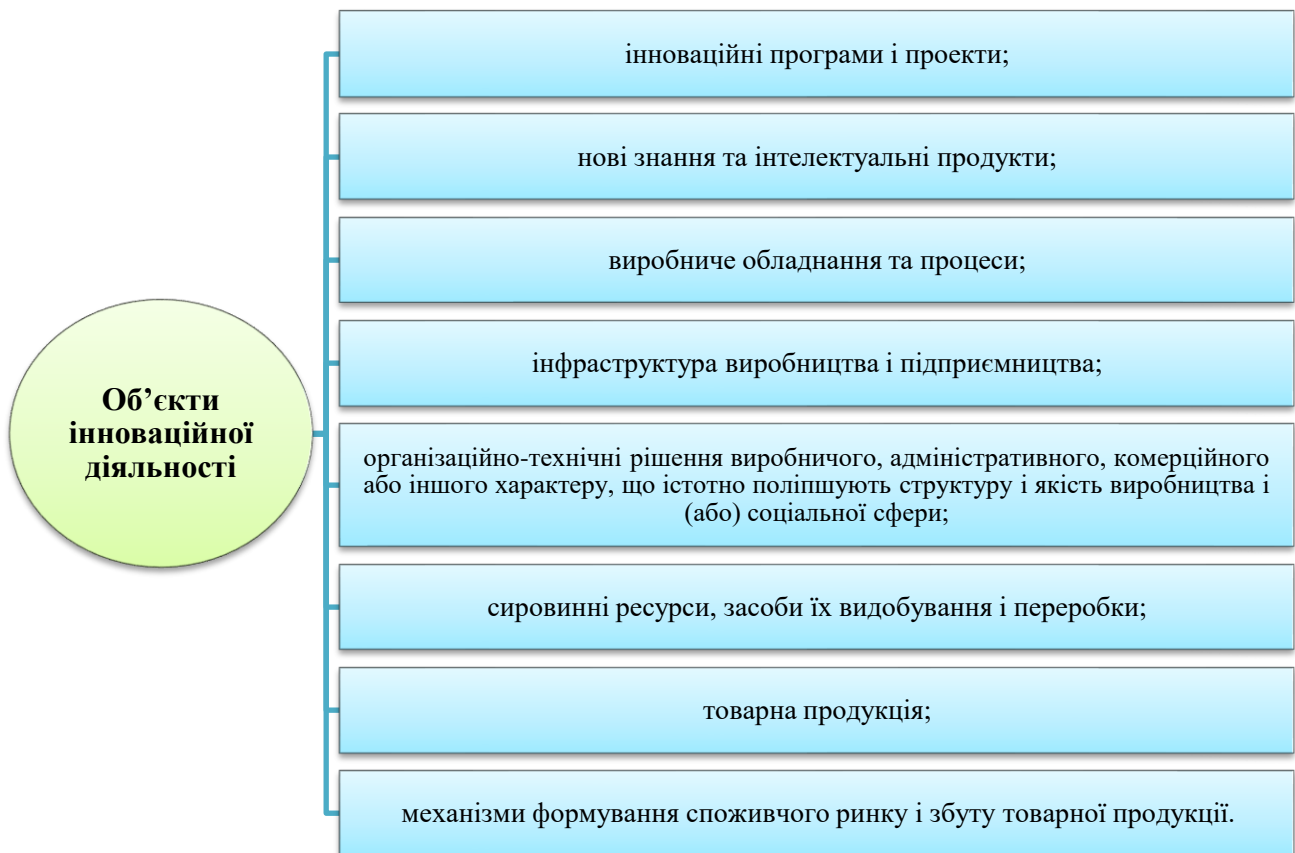 інноваційні програми і проекти;
нові знання та інтелектуальні продукти;
виробниче обладнання та процеси;
інфраструктура виробництва і підприємництва;
Об’єкти
інноваційної
діяльності
організаційно-технічні рішення виробничого, адміністративного, комерційного
або іншого характеру, що істотно поліпшують структуру і якість виробництва і
(або) соціальної сфери;
сировинні ресурси, засоби їх видобування і переробки;
товарна продукція;
механізми формування споживчого ринку і збуту товарної продукції.